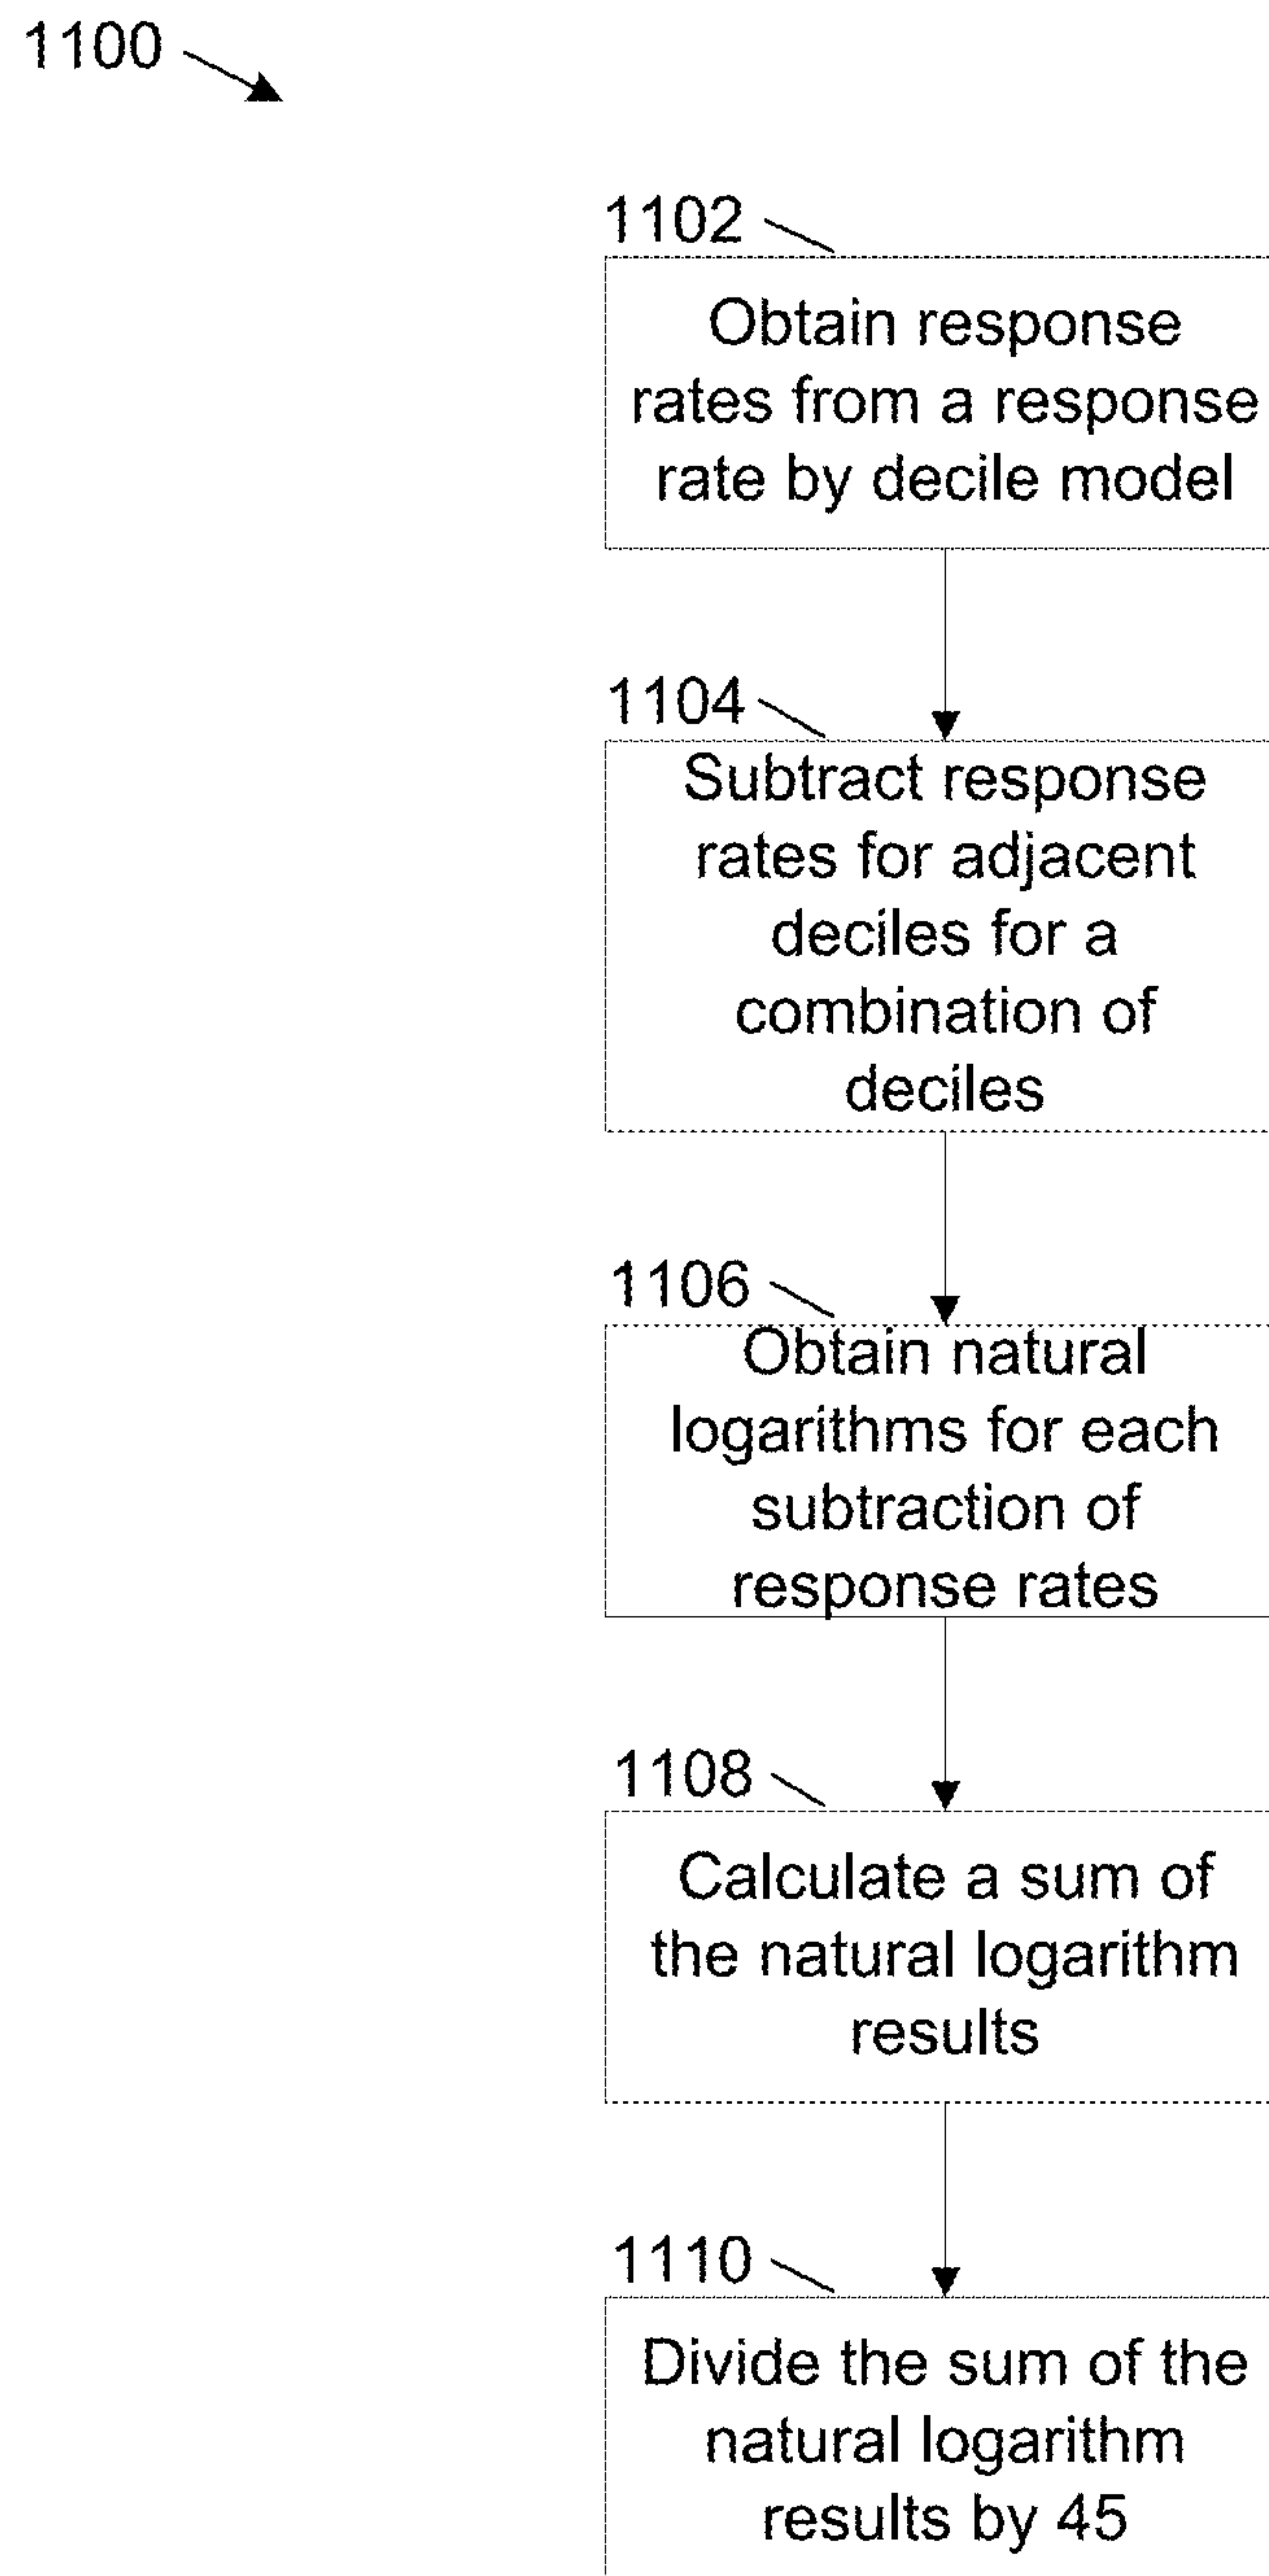 1100
1102
Obtain response
rates from a response
rate by decile model
1104
Subtract response
rates for adjacent
deciles for a
combination of
deciles
1106
Obtain natural
logarithms for each
subtraction of
response rates
1108
Calculate a sum of
the natural logarithm
results
1110
Divide the sum of the
natural logarithm
results by 45